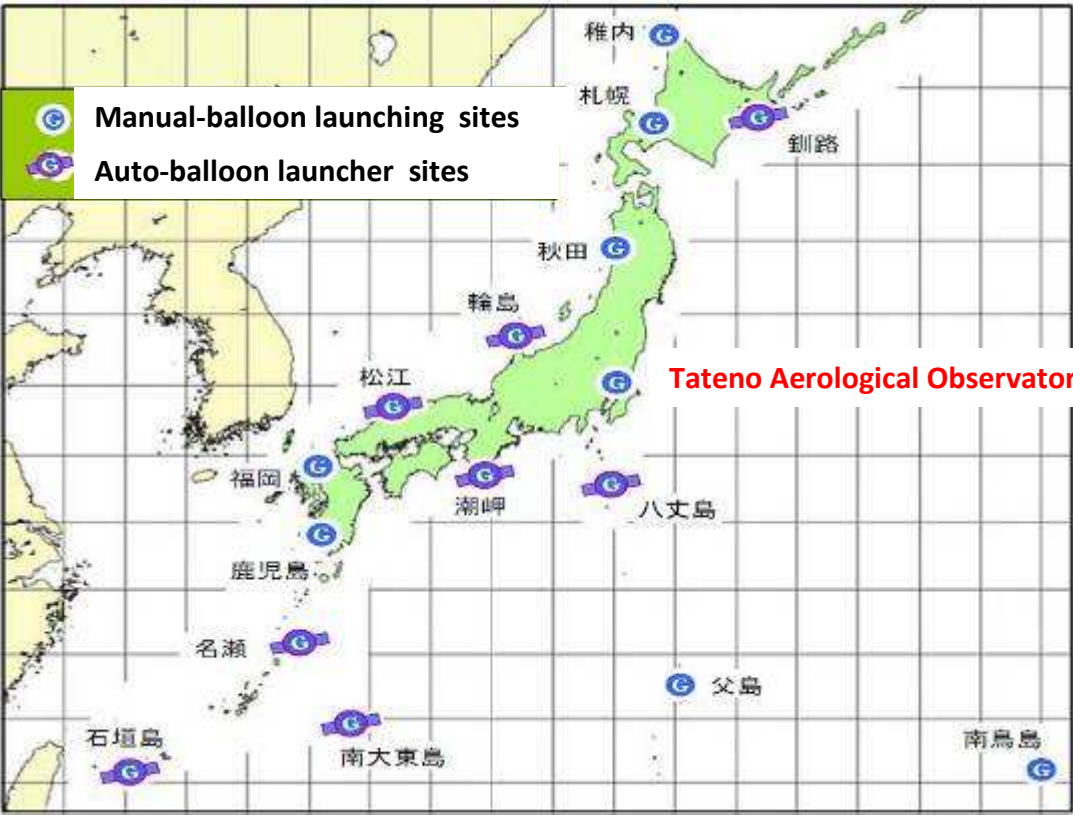 稚内
札幌
Manual-balloon launching sites
Auto-balloon launcher sites
釧路
秋田
輪島
松江
Tateno Aerological Observator
福岡
潮岬
八丈島
鹿児島
名瀬
父島
石垣島
南大東島
南鳥島